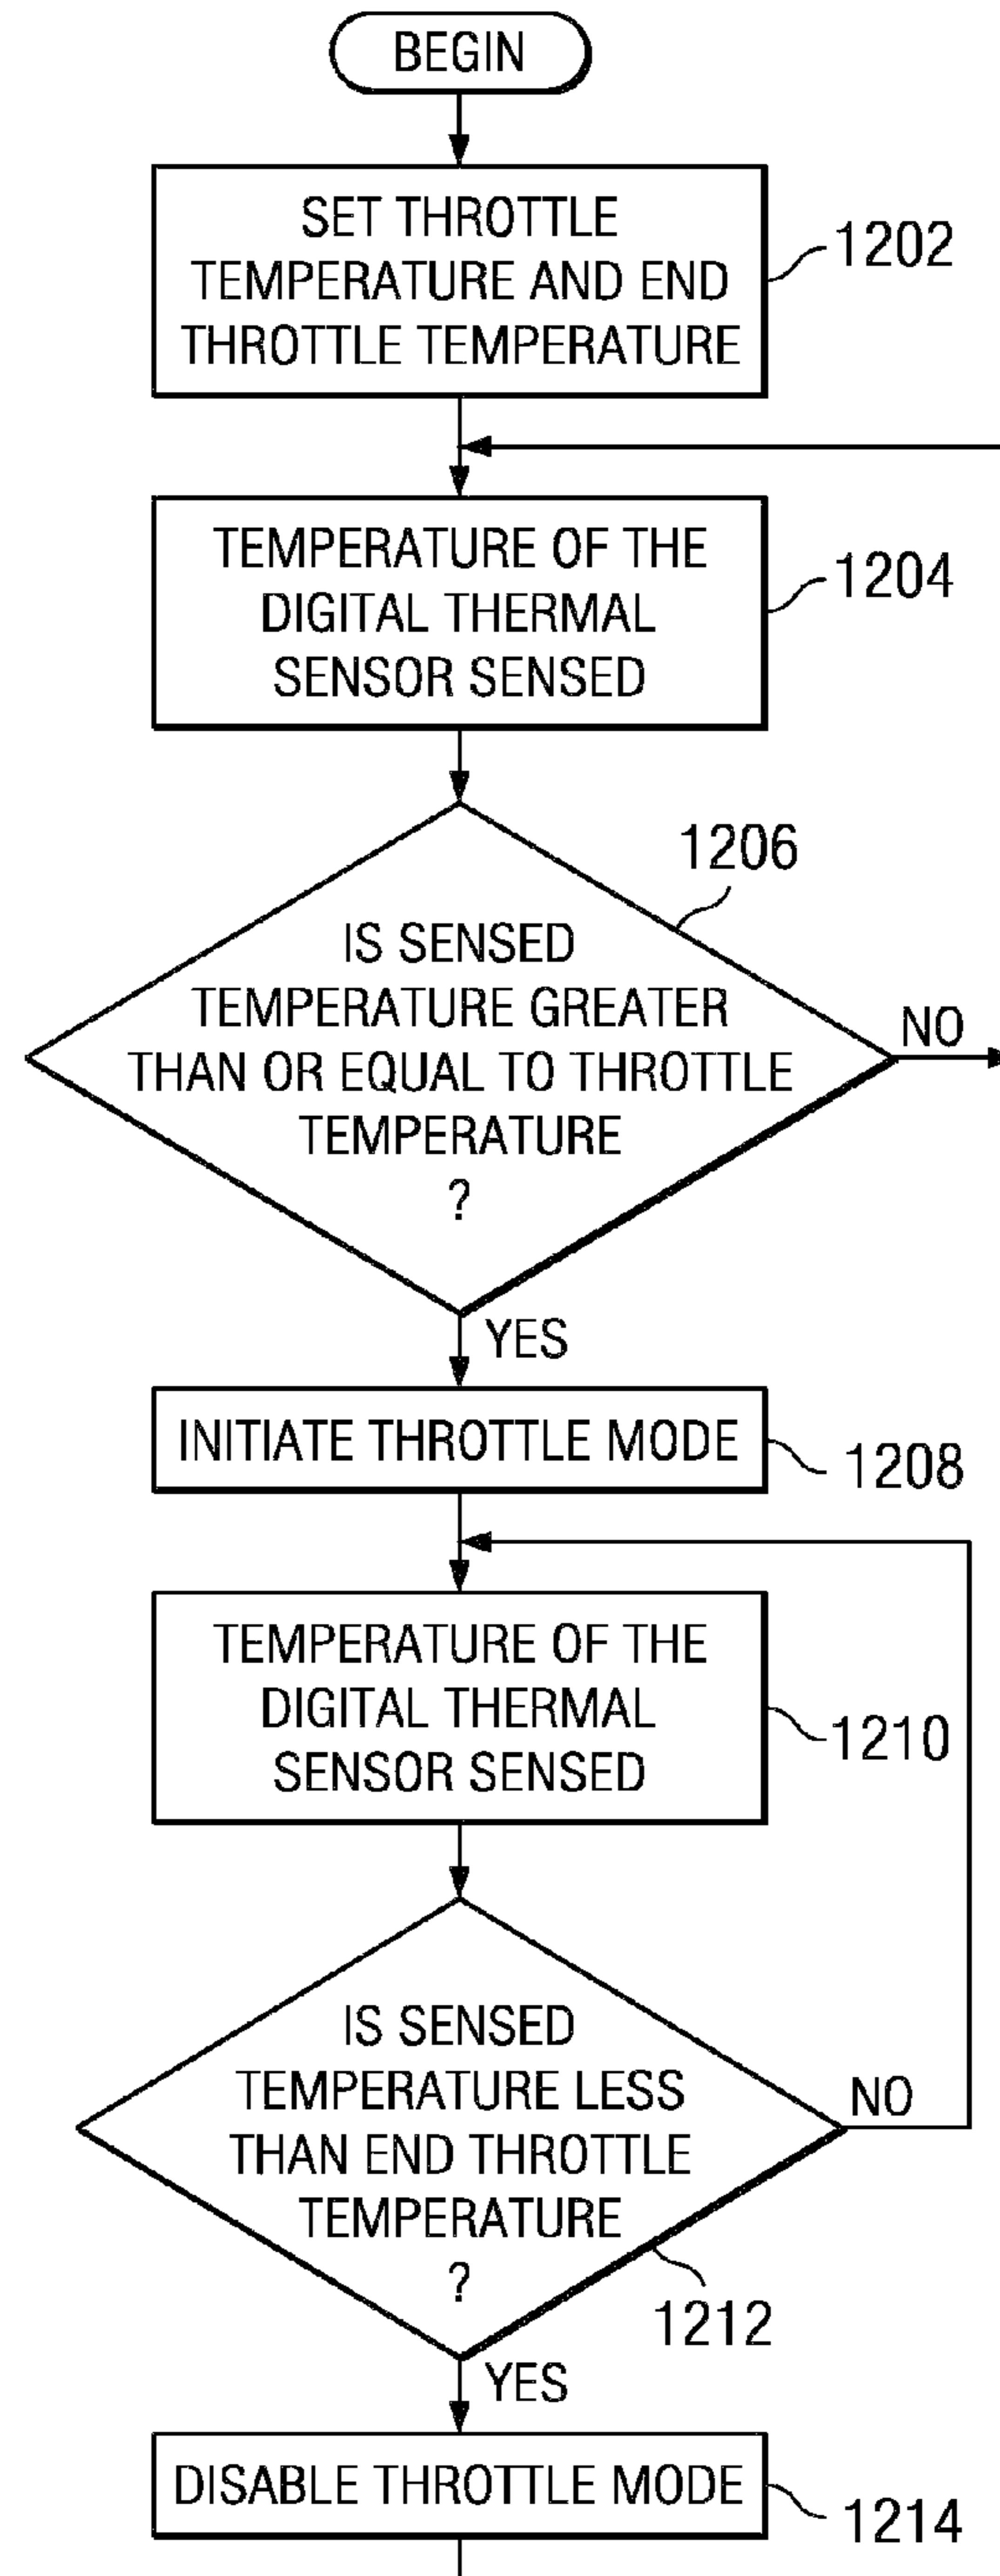 BEGIN
SET THROTTLE
TEMPERATURE AND END
THROTTLE TEMPERATURE
1202
TEMPERATURE OF THE
DIGITAL THERMAL
SENSOR SENSED
1204
1206
IS SENSED
TEMPERATURE GREATER
THAN OR EQUAL TO THROTTLE
TEMPERATURE
?
NO
YES
INITIATE THROTTLE MODE
1208
TEMPERATURE OF THE
DIGITAL THERMAL
SENSOR SENSED
1210
IS SENSED
TEMPERATURE LESS
THAN END THROTTLE
TEMPERATURE
?
NO
1212
YES
DISABLE THROTTLE MODE
1214